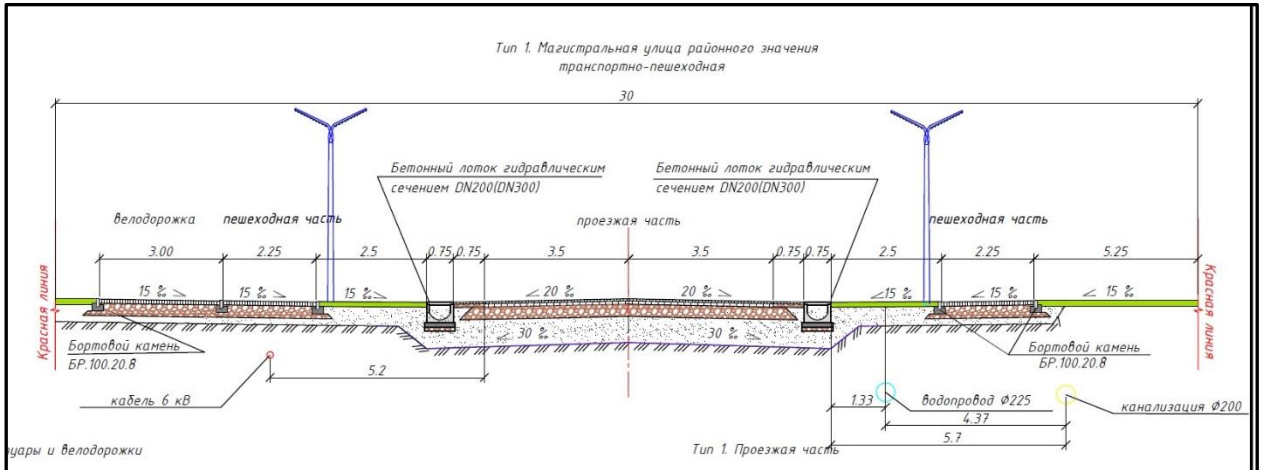 Тип 1. Магистральная улица районного значения
транспортно-пешеходная
30
Бетонный лоток гидравлическим
сечением DN200(DN300)
Бетонный лоток гидравлическим
сечением DN200(DN300)
велодорожка пешеходная часть проезжая часть пешеходная часть
3.00 2.25 2.5 0.75 0.75 3.5 3.5 0.75 0.75 2.5 2.25 5.25
Красная линия
15 ‰ 15 ‰ 15 ‰ 20 ‰ 20 ‰ 15 ‰ 15 ‰ 15 ‰
Красная линия
30 ‰ 30 ‰
Бортовой камень
БР.100.20.8
Бортовой камень
БР.100.20.8
5.2
кабель 6 кВ
1.33 водопровод Ф225 канализация Ф200
4.37
5.7
уары и велодорожки
Тип 1. Проезжая часть